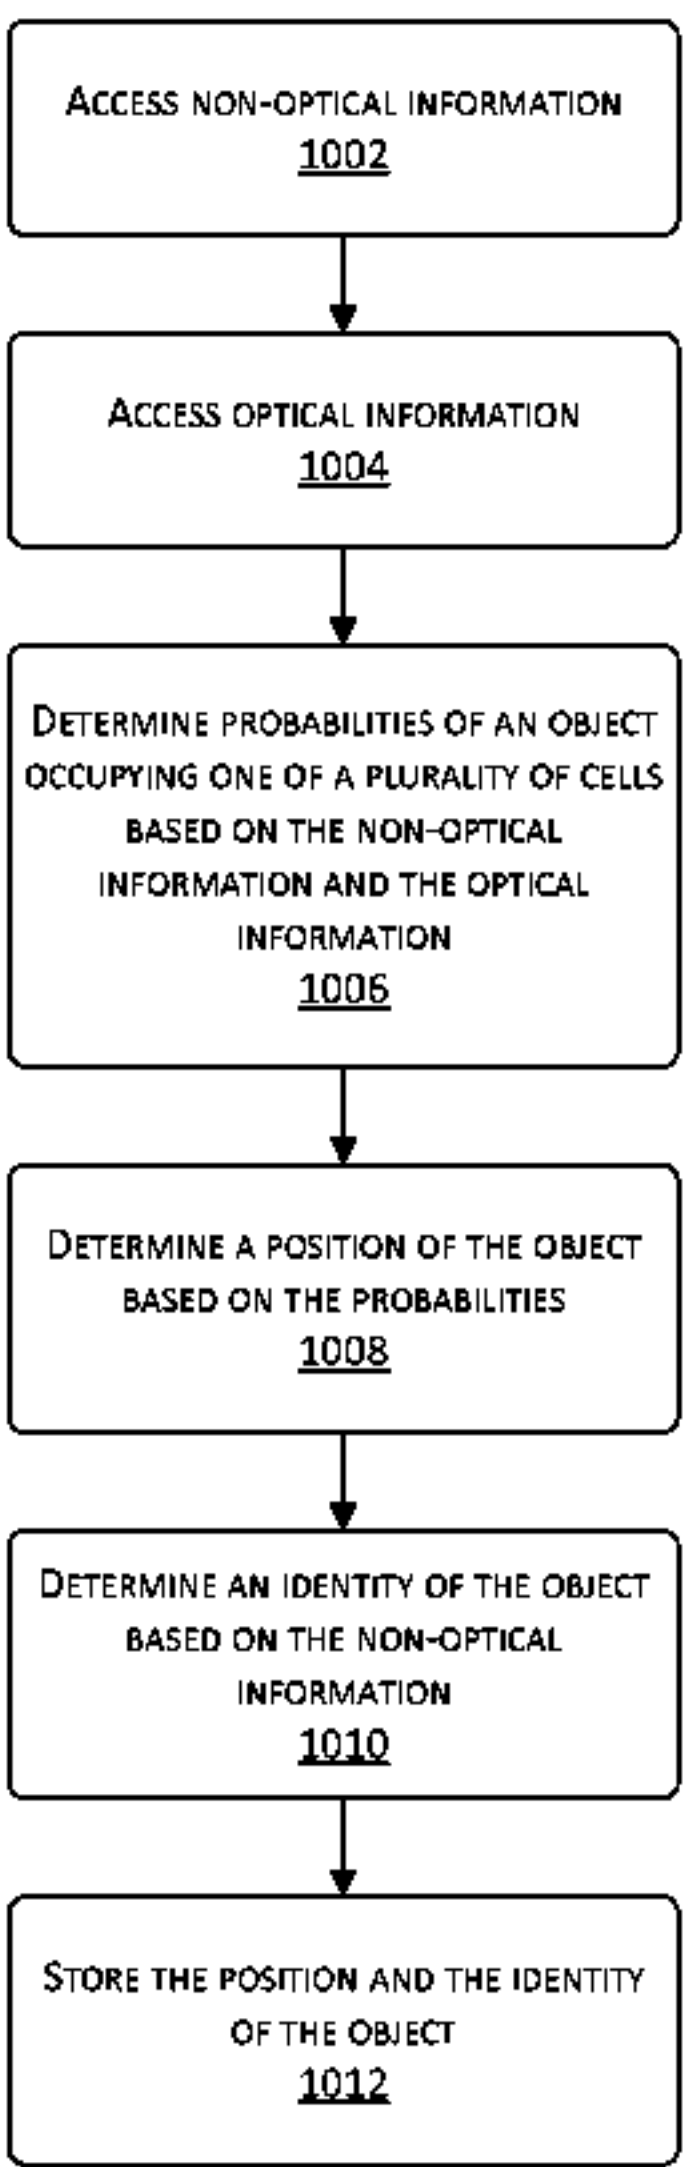 ACCESS NON-OPTICAL INFORMATION
1002
ACCESS OPTICAL INFORMATION
1004
DETERMINE PROBABILITIES OF AN OBJECT
OCCUPYING ONE OF A PLURALITY OF CELLS
BASED ON THE NON-OPTICAL
INFORMATION AND THE OPTICAL
INFORMATION
1006
DETERMINE A POSITION OF THE OBJECT
BASED ON THE PROBABILITIES
1008
DETERMINE AN IDENTITY OF THE OBJECT
BASED ON THE NON-OPTICAL
INFORMATION
1010
STORE THE POSITION AND THE IDENTITY
OF THE OBJECT
1012